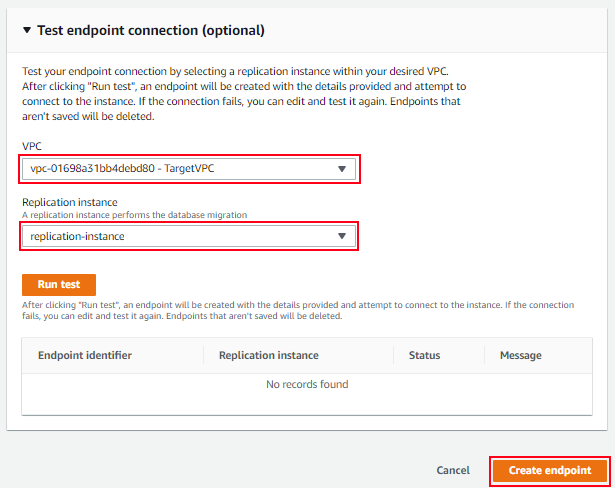 Test endpoint connection (optional)
Test your endpoint connection by selecting a replication instance within your desired VPC.
After clicking "Run test", an endpoint will be created with the details provided and attempt to
connect to the instance. If the connection fails, you can edit and test it again. Endpoints that
aren't saved will be deleted.
VPC
vpc-01698a31bb4debd80 - TargetVPC
Replication instance
A replication instance performs the database migration
replication-instance
Run test
After clicking "Run test", an endpoint will be created with the details provided and attempt to connect to the instance. If the connection
fails, you can edit and test it again. Endpoints that aren't saved will be deleted.
Endpoint identifier Replication instance Status Message
No records found
Cancel Create endpoint